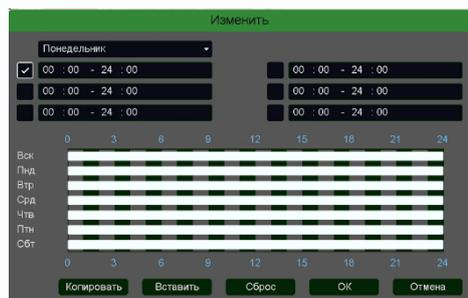 Изменить
Понедельник
00 :00 - 24 :00 00 :00 - 24 :00
00 :00 - 24 :00 00 :00 - 24 :00
00 :00 - 24 :00 00 :00 - 24 :00
0 3 6 9 12 15 18 21 24
Вск
Пнд
Втр
Срд
Чтв
Птн
Сбт
0 3 6 9 12 15 18 21 24
Копировать Вставить Сброс ОК Отмена